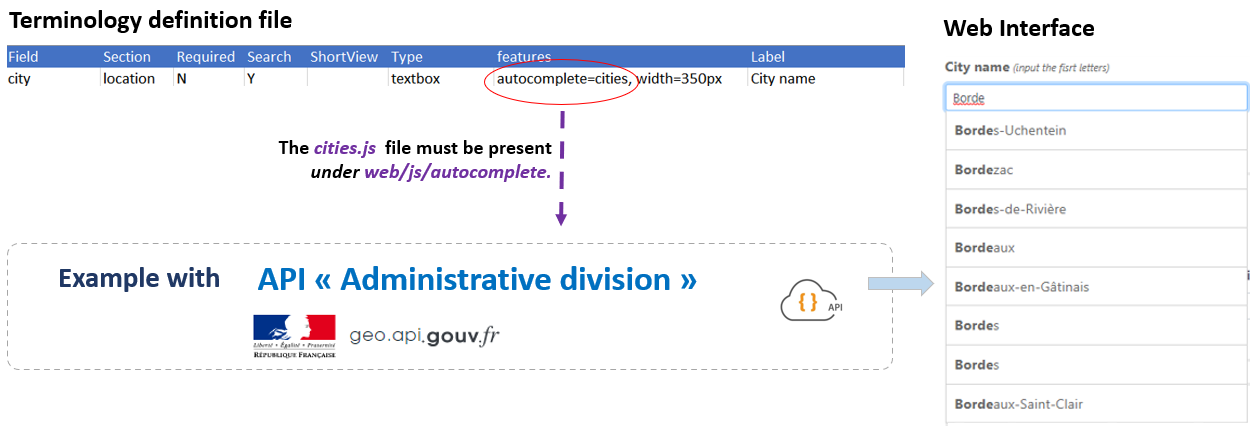 Terminology definition file
Field Section Required Search ShortView Type features Label
city location N Y textbox autocomplete=cities, width=350px City name
The cities.js file must be present
under web/js/autocomplete.
Example with API « Administrative division »
{ } API
Liberté • Égalité • Fraternité
RÉPUBLIQUE FRANÇAISE
geo.api.gouv.fr
Web Interface
City name (input the fisrt letters)
Borde
Bordes-Uchentein
Bordezac
Bordes-de-Rivière
Bordeaux
Bordeaux-en-Gâtinais
Bordes
Bordes
Bordeaux-Saint-Clair